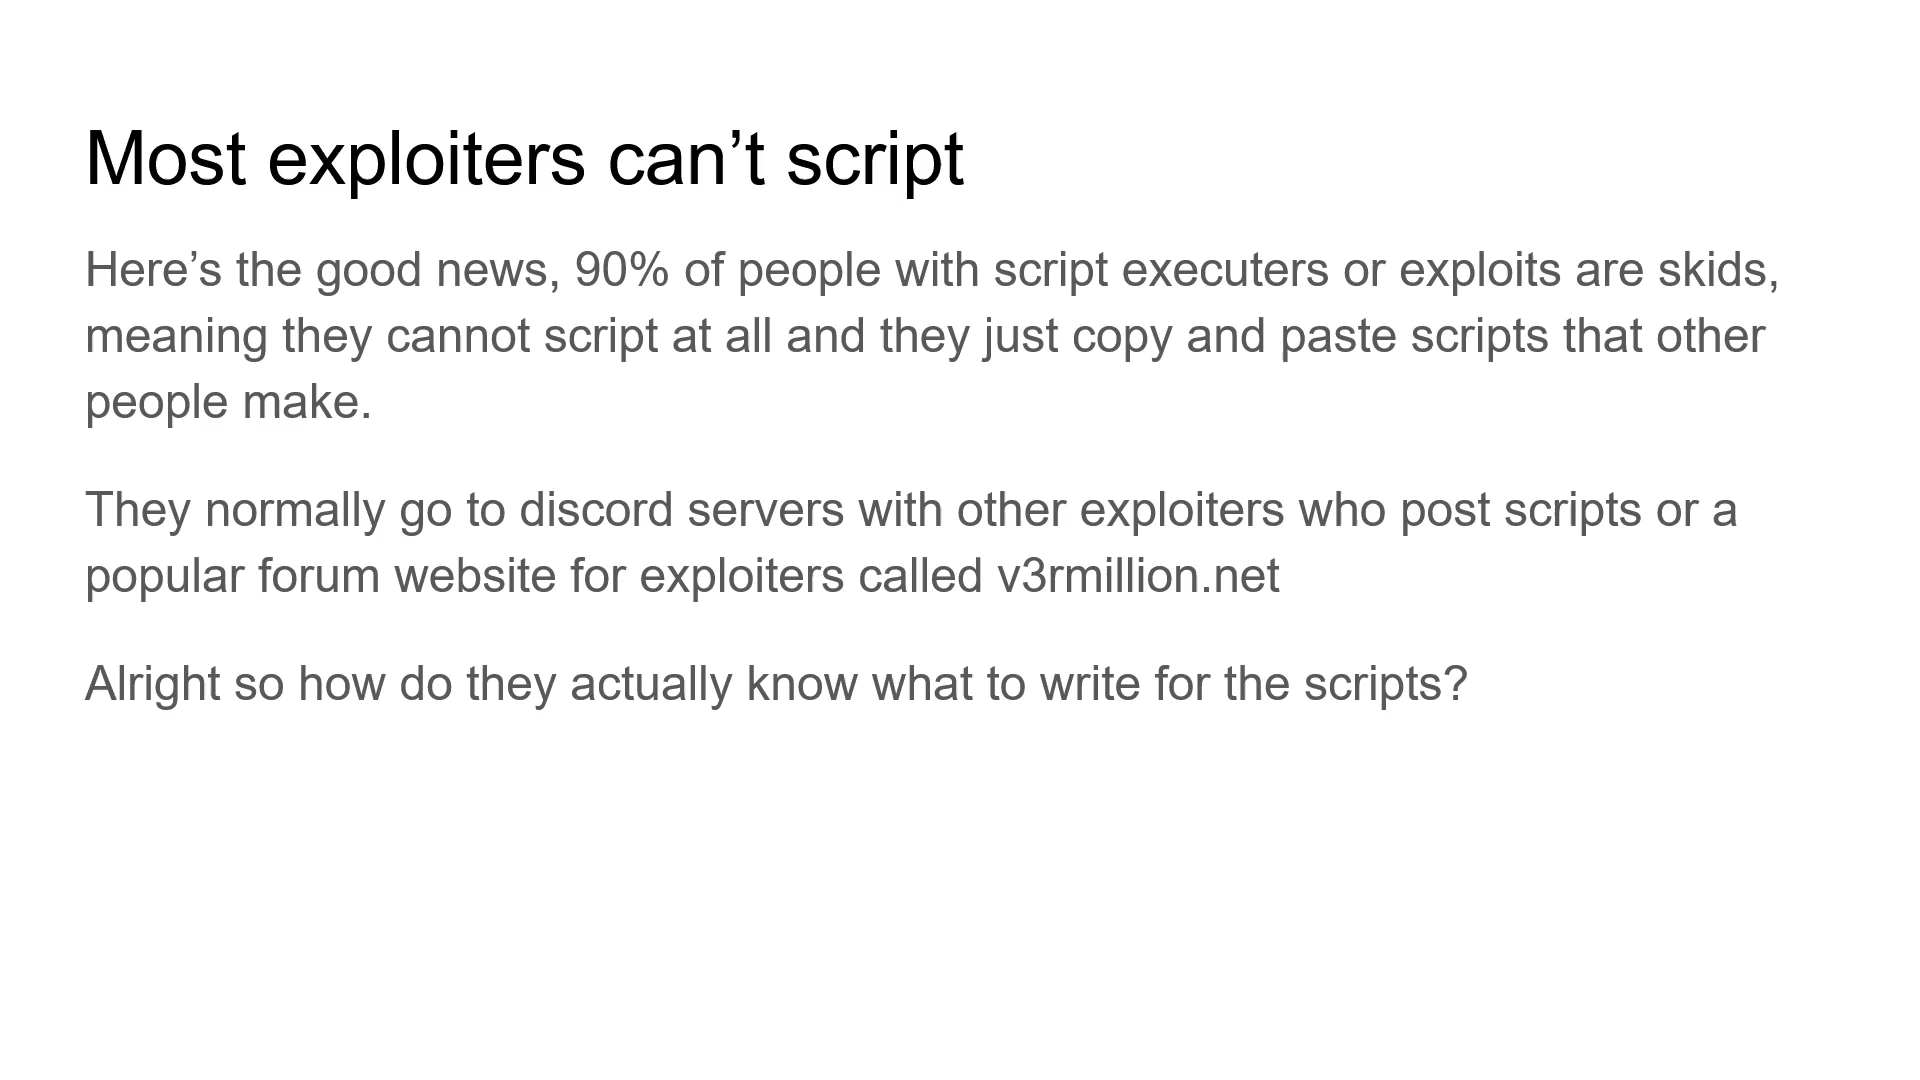 Most exploiters can’t script
Here’s the good news, 90% of people with script executers or exploits are skids,
meaning they cannot script at all and they just copy and paste scripts that other
people make.
They normally go to discord servers with other exploiters who post scripts or a
popular forum website for exploiters called v3rmillion.net
Alright so how do they actually know what to write for the scripts?